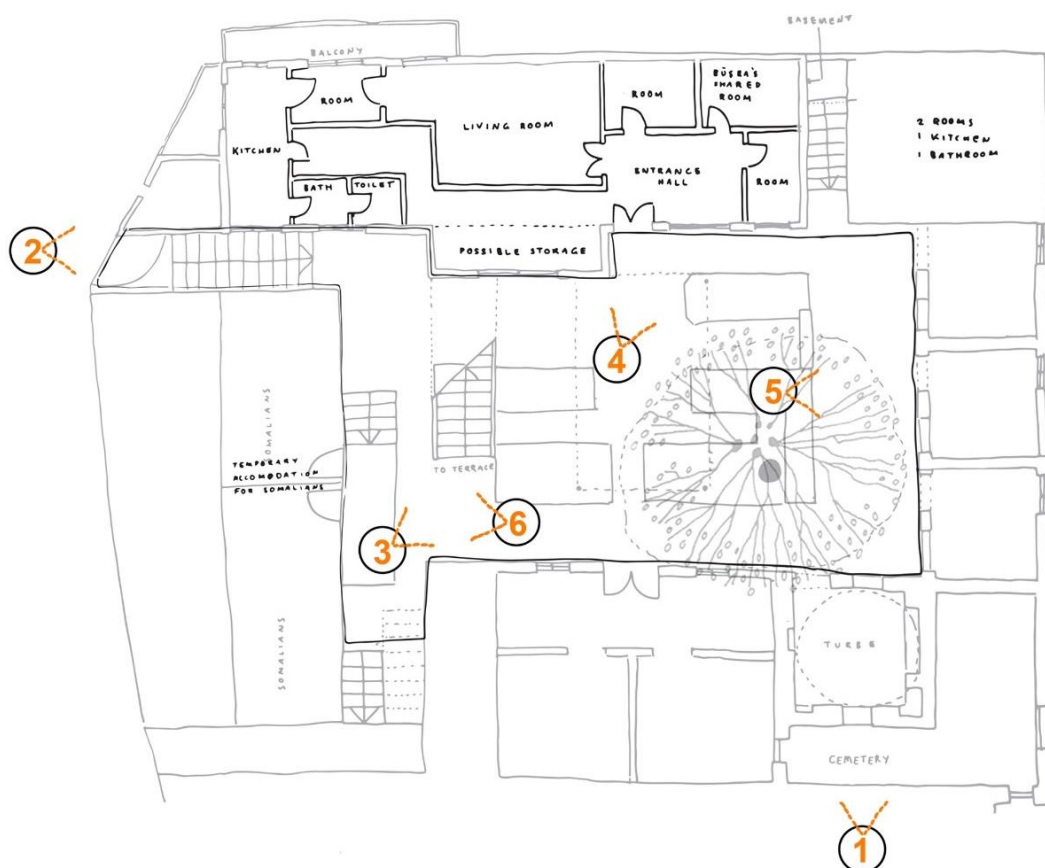 BASEMENT
BALCONY
ROOM
LIVING ROOM
ROOM
BÜŞRA'S
SHARED
ROOM
2 ROOMS
1 KITCHEN
1 BATHROOM
KITCHEN
ENTRANCE
HALL
ROOM
BATH
TOILET
2
POSSIBLE STORAGE
4
5
SOMALIANS
TEMPORARY
ACCOMODATION
FOR SOMALIANS
TO TERRACE
6
3
SOMALIANS
TURBE
CEMETERY
1